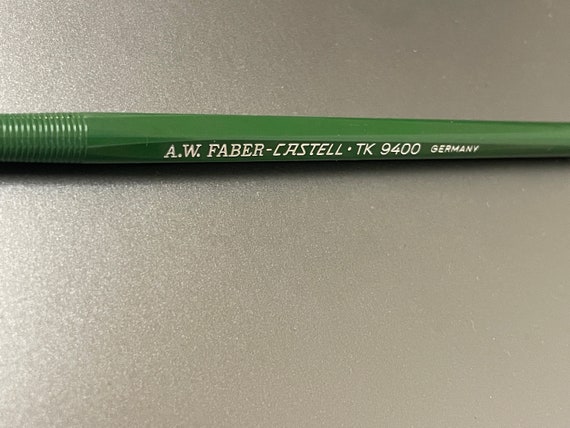 A.W. FABER-CASTELL • TK 9400 GERMANY